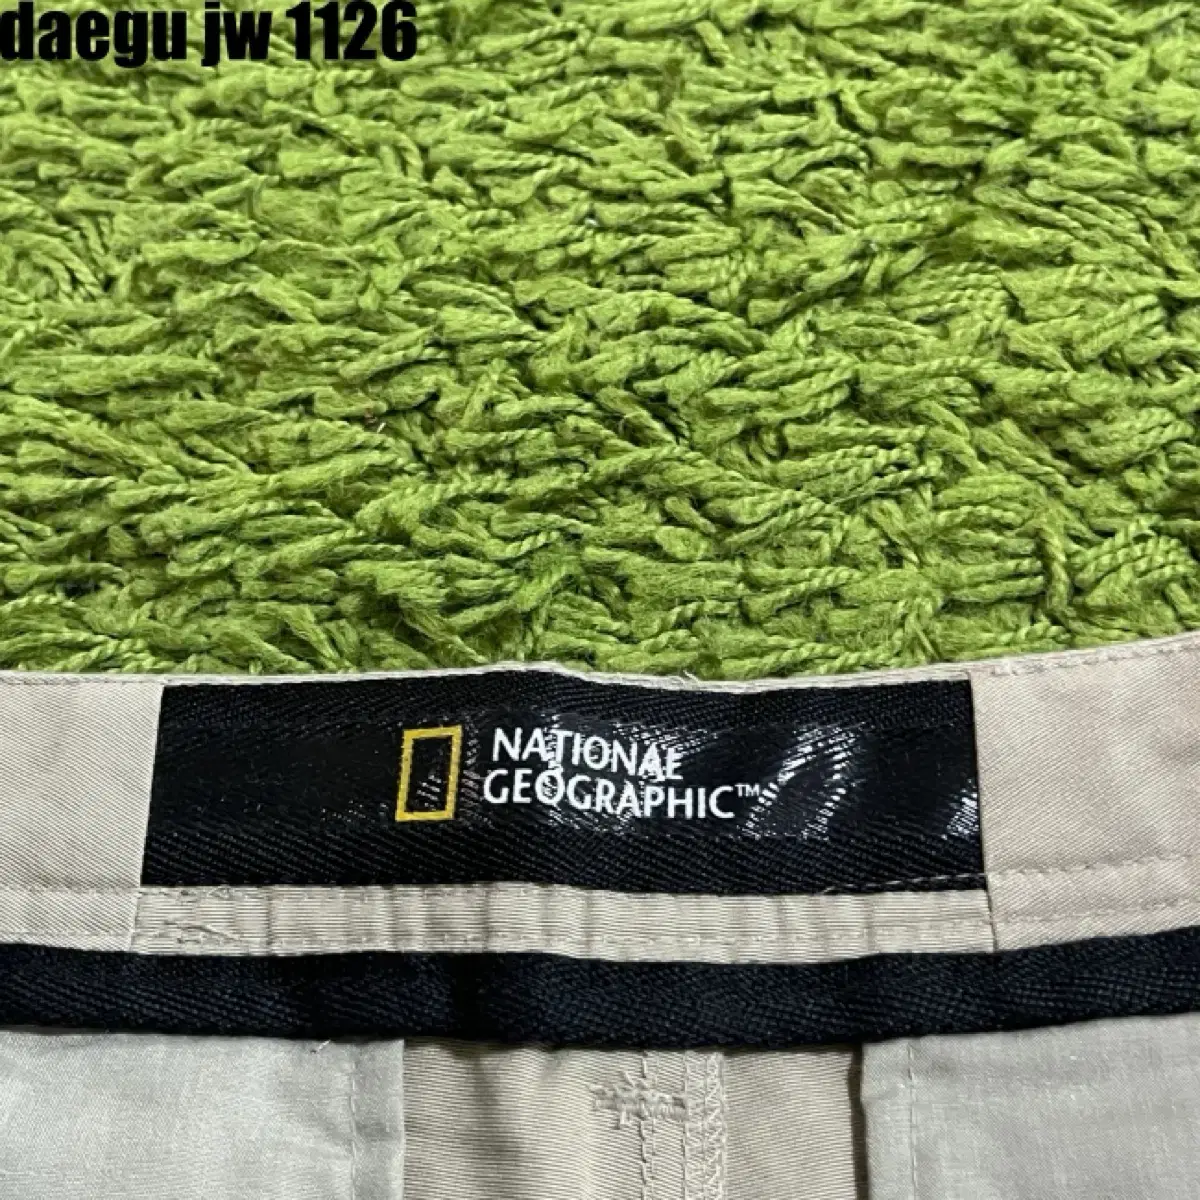 daegu jw 1126
NATIONAL
GEOGRAPHIC™